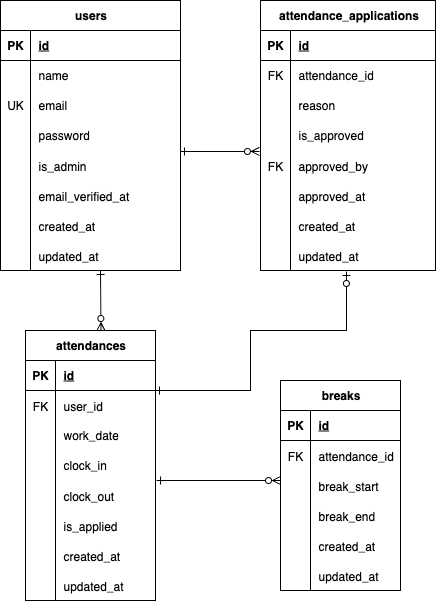 users
PK id
name
UK email
password
is_admin
email_verified_at
created_at
updated_at
attendance_applications
PK id
FK attendance_id
reason
is_approved
FK approved_by
approved_at
created_at
updated_at
attendances
PK id
FK user_id
work_date
clock_in
clock_out
is_applied
created_at
updated_at
breaks
PK id
FK attendance_id
break_start
break_end
created_at
updated_at